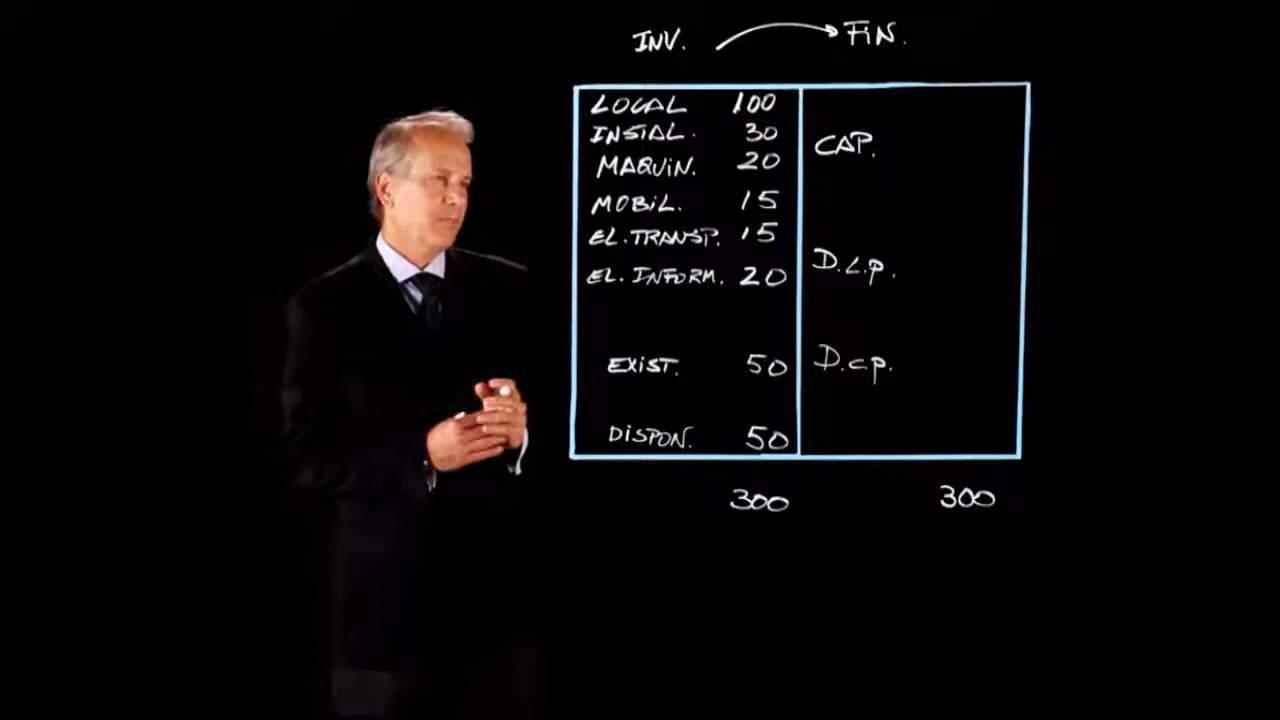 INV. → FIN.
LOCAL 100
INSTAL. 30
MAQUIN. 20
MOBIL. 15
EL. TRANSP. 15
EL. INFORM. 20
EXIST. 50
DISPON. 50
300
CAP.
D.L.P.
D.C.P.
300